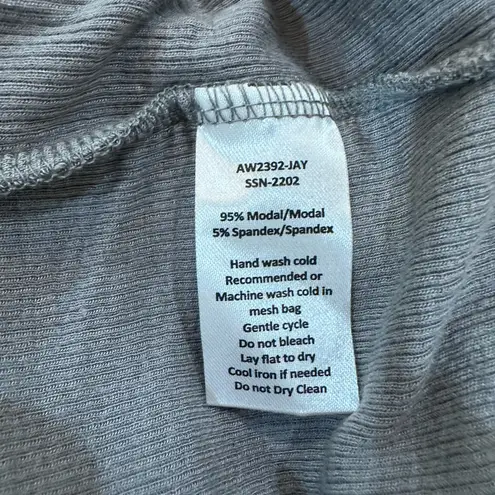 AW2392-JAY
SSN-2202
95% Modal/Modal
5% Spandex/Spandex
Hand wash cold
Recommended or
Machine wash cold in
mesh bag
Gentle cycle
Do not bleach
Lay flat to dry
Cool iron if needed
Do not Dry Clean